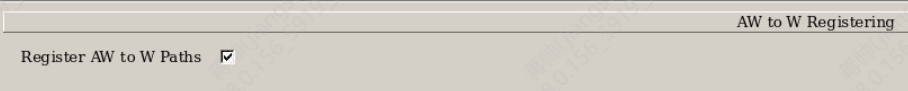 AW to W Registering
Register AW to W Paths